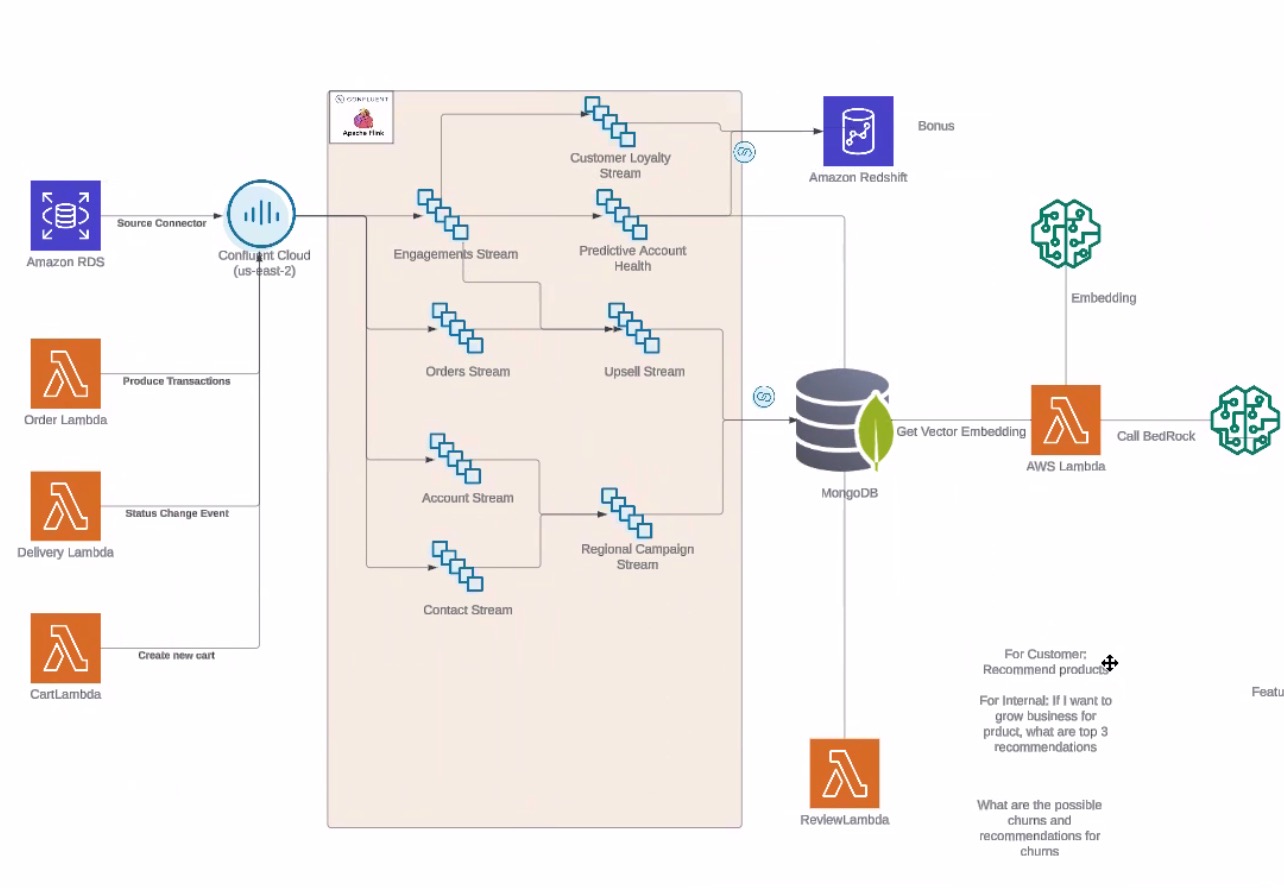 CONFLUENT
Apache Flink
Customer Loyalty
Stream
Amazon Redshift
Bonus
Source Connector
Amazon RDS
Confluent Cloud
(us-east-2)
Engagements Stream
Predictive Account
Health
Embedding
Produce Transactions
Order Lambda
Orders Stream
Upsell Stream
Get Vector Embedding
Call BedRock
AWS Lambda
MongoDB
Account Stream
Status Change Event
Delivery Lambda
Regional Campaign
Stream
Contact Stream
Create new cart
CartLambda
For Customer:
Recommend products
For Internal: If I want to
grow business for
prduct, what are top 3
recommendations
Featu
What are the possible
churns and
recommendations for
churns
ReviewLambda